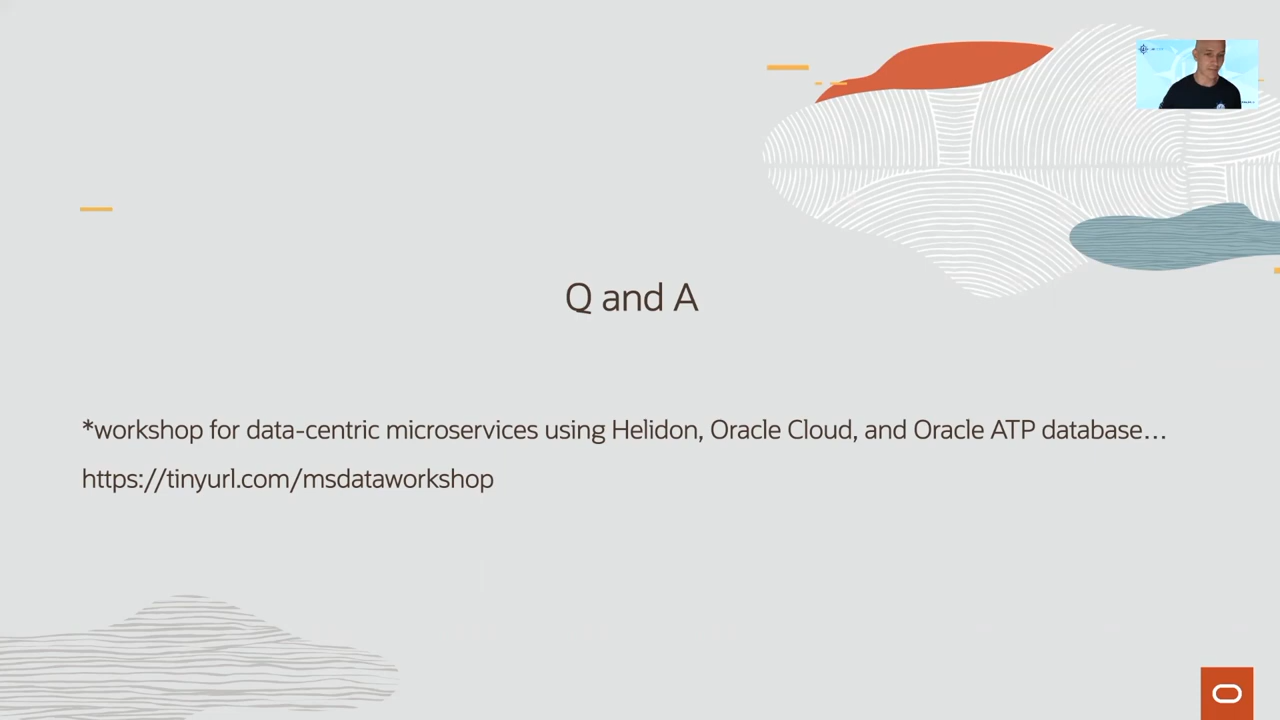 Q and A
*workshop for data-centric microservices using Helidon, Oracle Cloud, and Oracle ATP database...
https://tinyurl.com/msdataworkshop